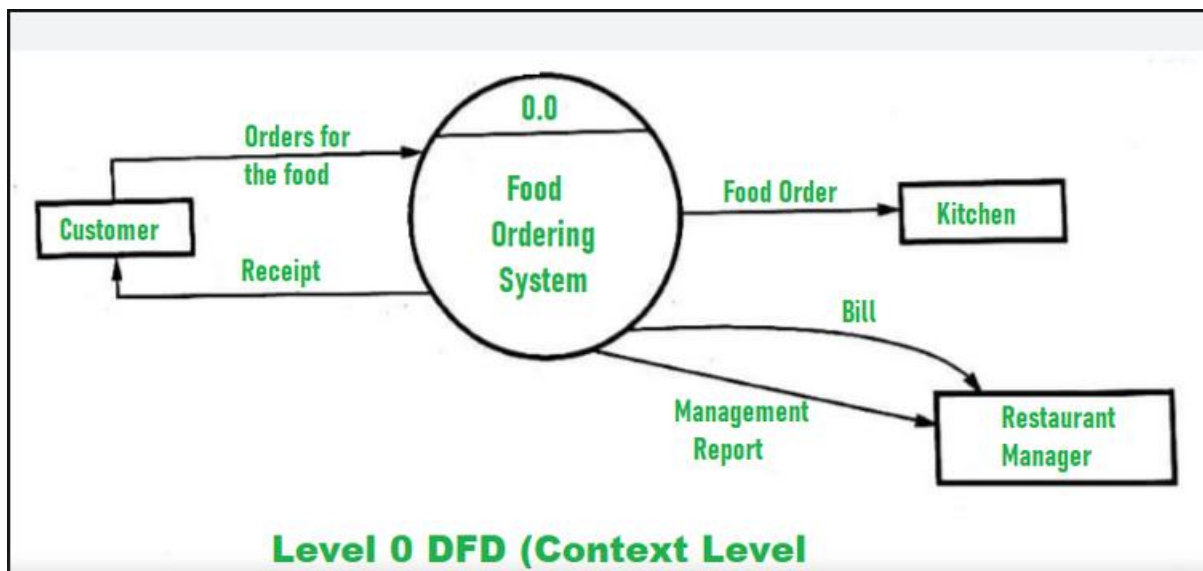 0.0
Orders for
the food
Customer
Receipt
Food
Ordering
System
Food Order
Kitchen
Bill
Management
Report
Restaurant
Manager
Level 0 DFD (Context Level